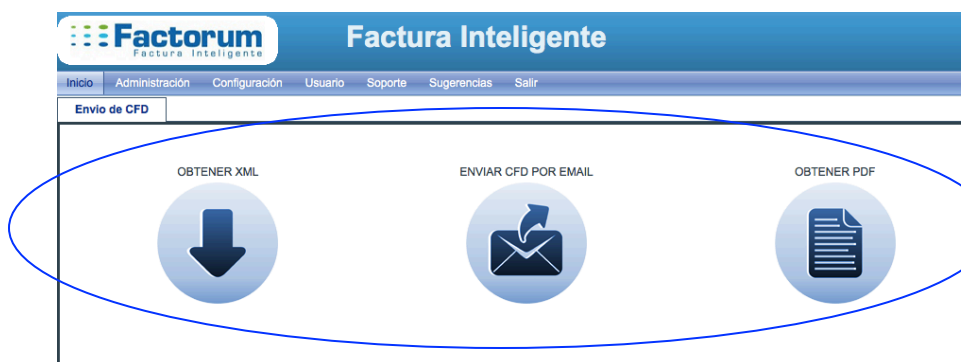 Factorum
Factura Inteligente
Factura Inteligente
Inicio Administración Configuración Usuario Soporte Sugerencias Salir
Envio de CFD
OBTENER XML ENVIAR CFD POR EMAIL OBTENER PDF